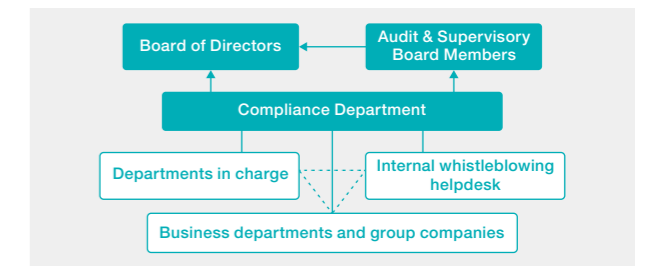 Board of Directors
Audit & Supervisory
Board Members
Compliance Department
Departments in charge
Internal whistleblowing
helpdesk
Business departments and group companies